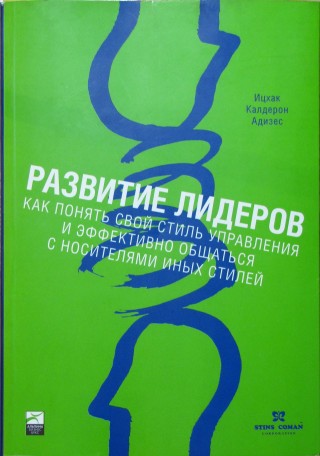 Ицхак
Калдерон
Адизес
РАЗВИТИЕ ЛИДЕРОВ
КАК ПОНЯТЬ СВОЙ СТИЛЬ УПРАВЛЕНИЯ
И ЭФФЕКТИВНО ОБЩАТЬСЯ
С НОСИТЕЛЯМИ ИНЫХ СТИЛЕЙ
STINS COMAN